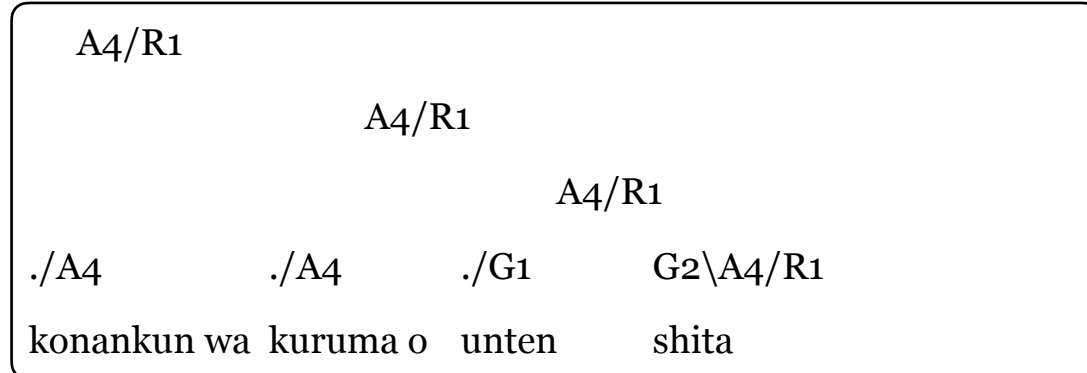 A4/R1
A4/R1
A4/R1
./A4 ./A4 ./G1 G2\A4/R1
konankun wa kuruma o unten shita